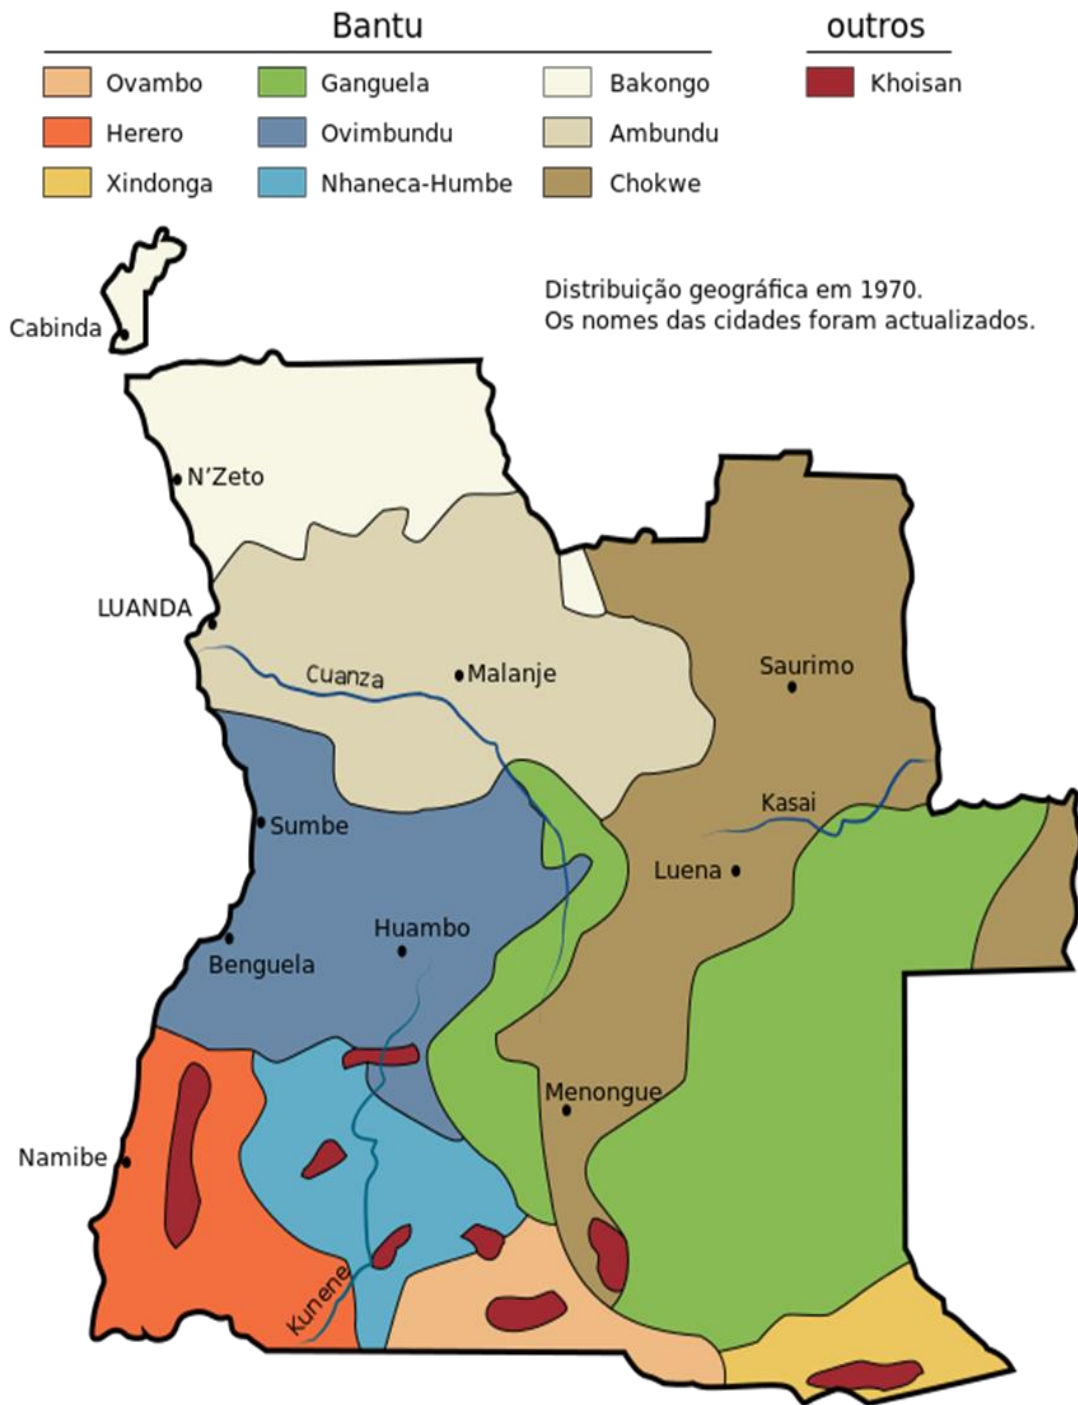 Bantu
outros
Ovambo
Ganguela
Bakongo
Khoisan
Herero
Ovimbundu
Ambundu
Xindonga
Nhaneca-Humbe
Chokwe
Distribuição geográfica em 1970.
Os nomes das cidades foram actualizados.
Cabinda
N’Zeto
LUANDA
Cuanza
Malanje
Saurimo
Kasai
Sumbe
Luena
Huambo
Benguela
Menongue
Namibe
Kunene